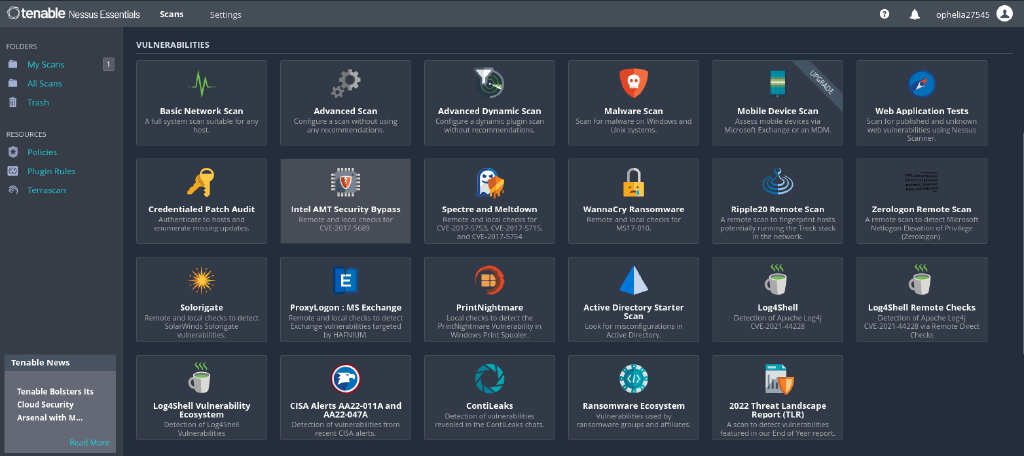 tenable Nessus Essentials
Scans
Settings
ophelia27545
FOLDERS
My Scans
1
All Scans
Trash
RESOURCES
Policies
Plugin Rules
Terrascan
Tenable News
Tenable Bolsters Its
Cloud Security
Arsenal with M...
Read More
VULNERABILITIES
Basic Network Scan
A full system scan suitable for any
host.
Advanced Scan
Configure a scan without using
any recommendations.
Advanced Dynamic Scan
Configure a dynamic plugin scan
without recommendations.
Malware Scan
Scan for malware on Windows and
Unix systems.
UPGRADE
Mobile Device Scan
Assess mobile devices via
Microsoft Exchange or an MDM.
Web Application Tests
Scan for published and unknown
web vulnerabilities using Nessus
Scanner.
Credentialed Patch Audit
Authenticate to hosts and
enumerate missing updates.
Intel AMT Security Bypass
Remote and local checks for
CVE-2017-5689.
Spectre and Meltdown
Remote and local checks for
CVE-2017-5753, CVE-2017-5715,
and CVE-2017-5754
WannaCry Ransomware
Remote and local checks for
MS17-010.
Ripple20 Remote Scan
A remote scan to fingerprint hosts
potentially running the Treck stack
in the network.
Zerologon Remote Scan
A remote scan to detect Microsoft
Netlogon Elevation of Privilege
(Zerologon).
Solorigate
Remote and local checks to detect
SolarWinds Solorigate
vulnerabilities.
ProxyLogon : MS Exchange
Remote and local checks to detect
Exchange vulnerabilities targeted
by HAFNIUM.
PrintNightmare
Local checks to detect the
PrintNightmare Vulnerability in
Windows Print Spooler.
Active Directory Starter
Scan
Look for misconfigurations in
Active Directory.
Log4Shell
Detection of Apache Log4j
CVE-2021-44228
Log4Shell Remote Checks
Detection of Apache Log4j
CVE-2021-44228 via Remote Direct
Checks
Log4Shell Vulnerability
Ecosystem
Detection of Log4Shell
Vulnerabilities
CISA Alerts AA22-011A and
AA22-047A
Detection of vulnerabilities from
recent CISA alerts.
ContiLeaks
Detection of vulnerabilities
revealed in the ContiLeaks chats.
Ransomware Ecosystem
Vulnerabilities used by
ransomware groups and affiliates.
2022 Threat Landscape
Report (TLR)
A scan to detect vulnerabilities
featured in our End of Year report.